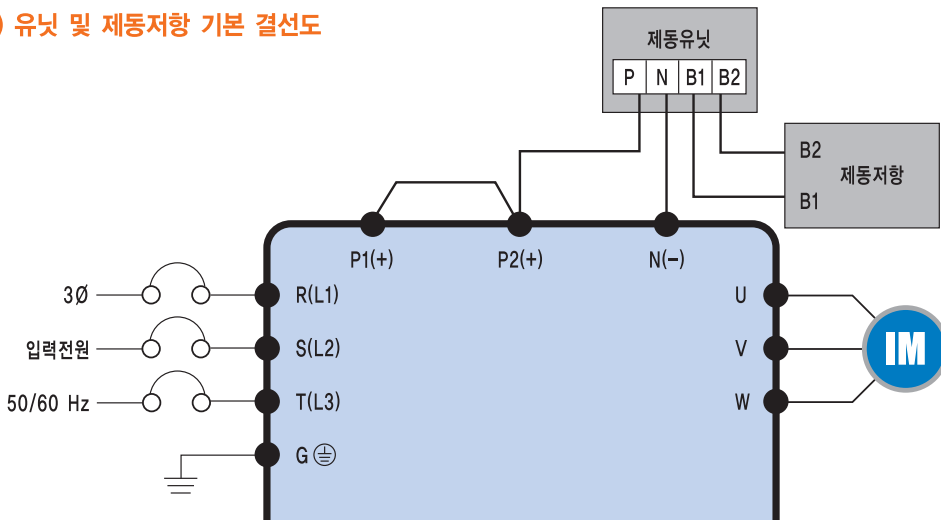 ) 유닛 및 제동저항 기본 결선도
제동유닛
P N B1 B2
B2
제동저항
B1
P1(+) P2(+) N(−)
3Ø R(L1) U
입력전원 S(L2) V IM
50/60 Hz T(L3) W
G